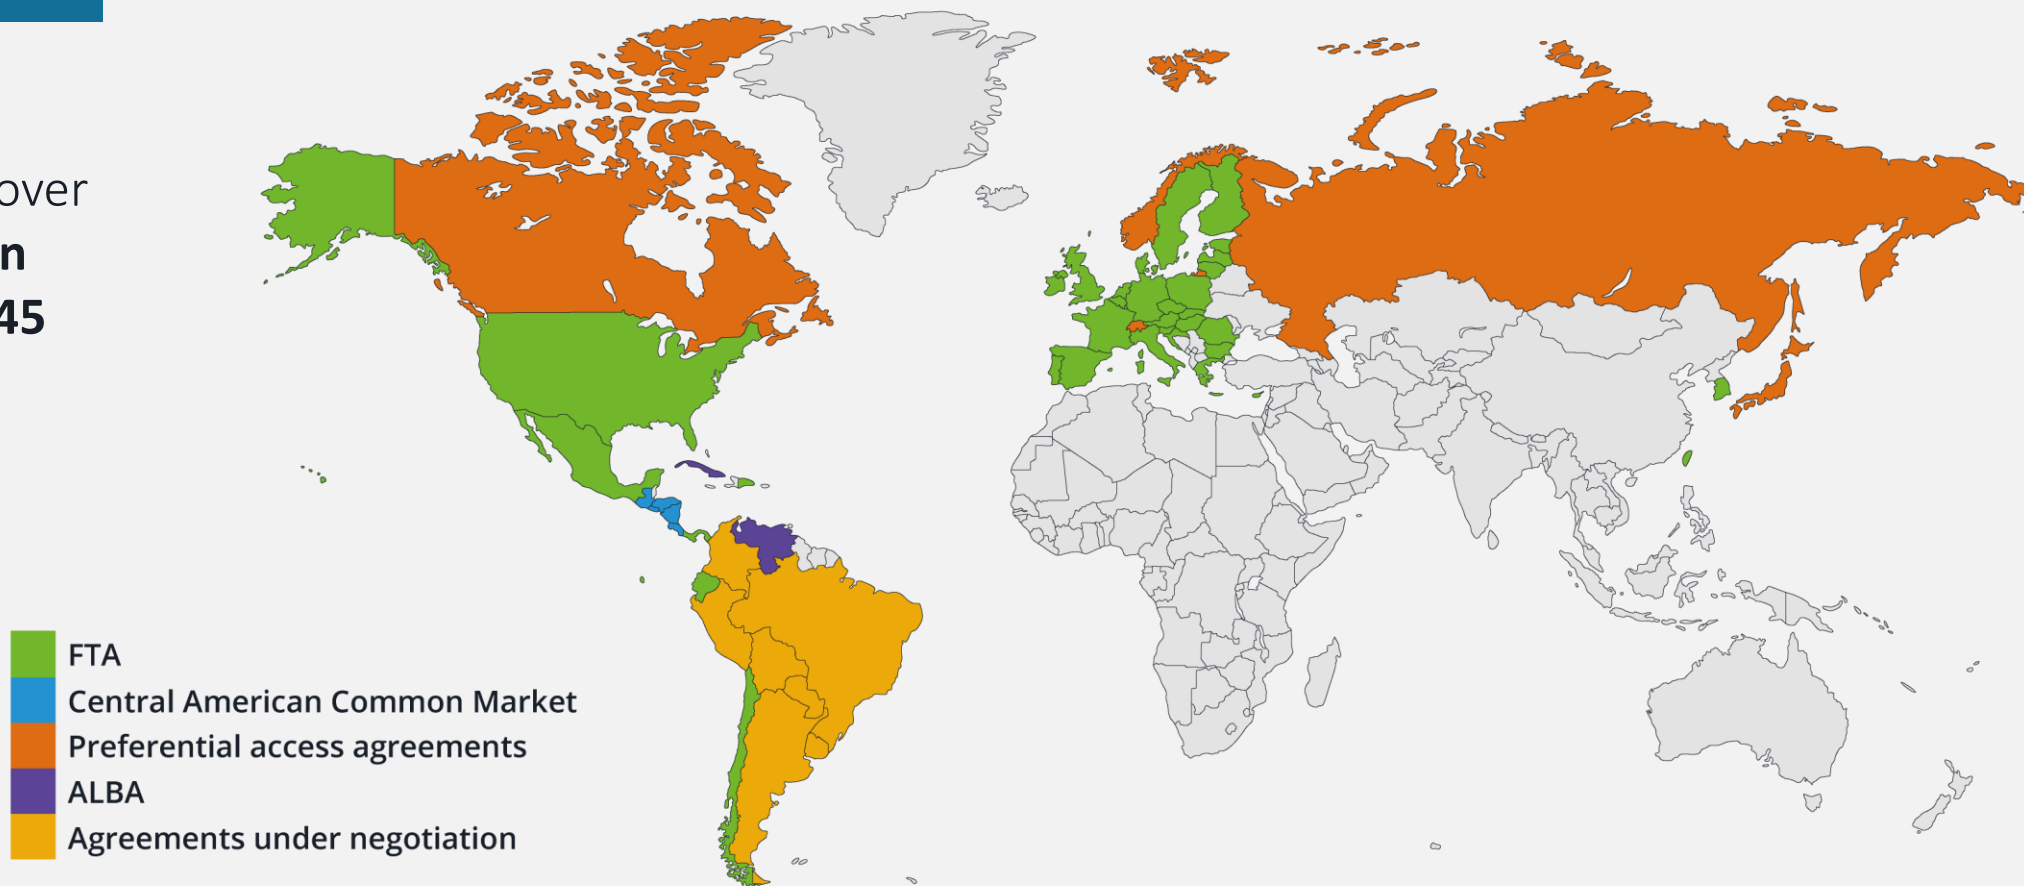 over
n
45
FTA
Central American Common Market
Preferential access agreements
ALBA
Agreements under negotiation